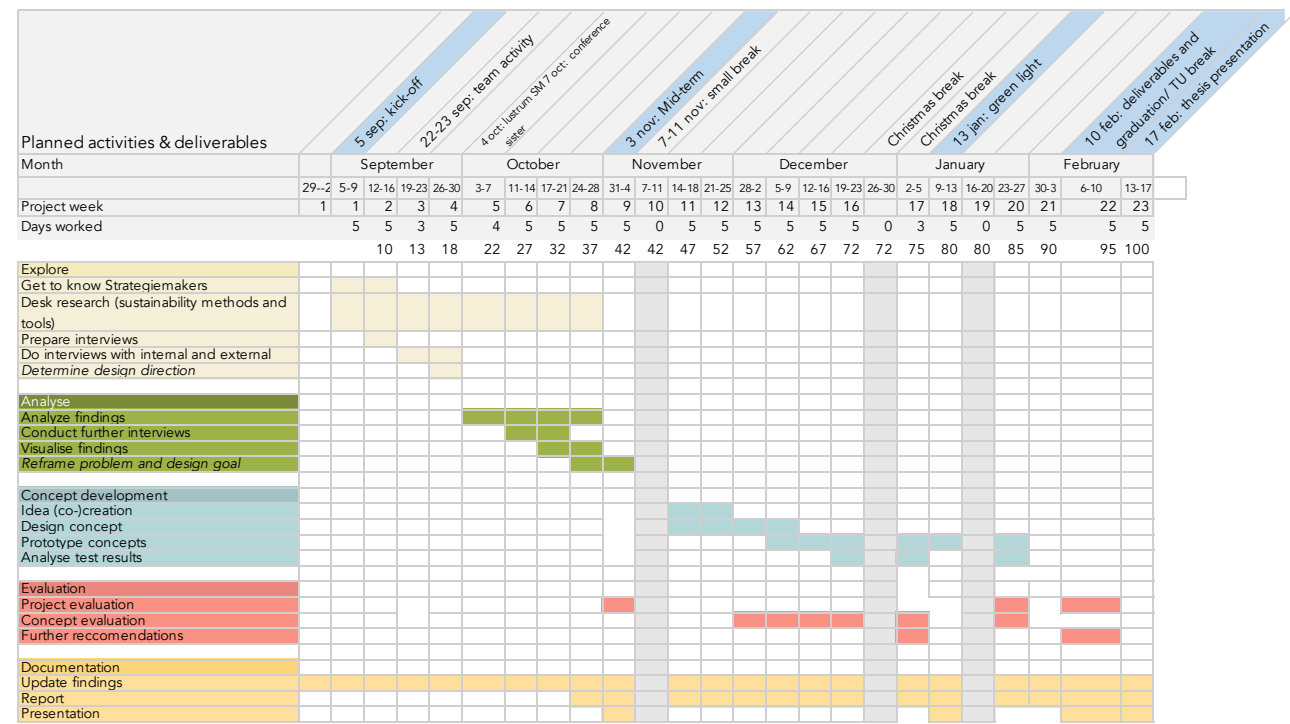 5 sep: kick-off
22-23 sep: team activity
4 oct: lustrum SM 7 oct: conference
sister
3 nov: Mid-term
7-11 nov: small break
Christmas break
Christmas break
13 jan: green light
10 feb: deliverables and
graduation/ TU break
17 feb: thesis presentation
Planned activities & deliverables
Month September October November December January February
29--2 5-9 12-16 19-23 26-30 3-7 11-14 17-21 24-28 31-4 7-11 14-18 21-25 28-2 5-9 12-16 19-23 26-30 2-5 9-13 16-20 23-27 30-3 6-10 13-17
Project week 1 1 2 3 4 5 6 7 8 9 10 11 12 13 14 15 16 17 18 19 20 21 22 23
Days worked 5 5 3 5 4 5 5 5 5 0 5 5 5 5 5 5 0 3 5 0 5 5 5 5
10 13 18 22 27 32 37 42 42 47 52 57 62 67 72 72 75 80 80 85 90 95 100
Explore
Get to know Strategiemakers
Desk research (sustainability methods and
tools)
Prepare interviews
Do interviews with internal and external
Determine design direction
Analyse
Analyze findings
Conduct further interviews
Visualise findings
Reframe problem and design goal
Concept development
Idea (co-)creation
Design concept
Prototype concepts
Analyse test results
Evaluation
Project evaluation
Concept evaluation
Further reccomendations
Documentation
Update findings
Report
Presentation